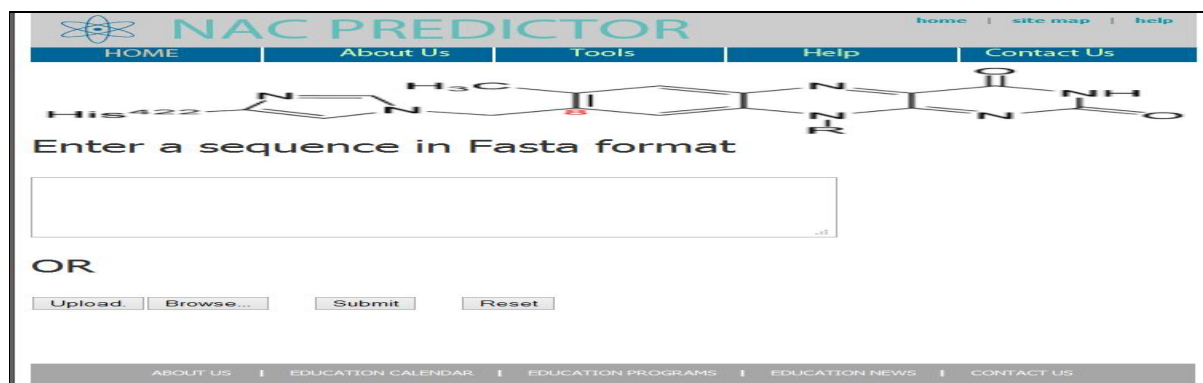 NAC PREDICTOR
home | site map | help
HOME About Us Tools Help Contact Us
His422 N N H3C 8 N N R O NH N O
Enter a sequence in Fasta format
OR
Upload. Browse... Submit Reset
ABOUT US | EDUCATION CALENDAR | EDUCATION PROGRAMS | EDUCATION NEWS | CONTACT US